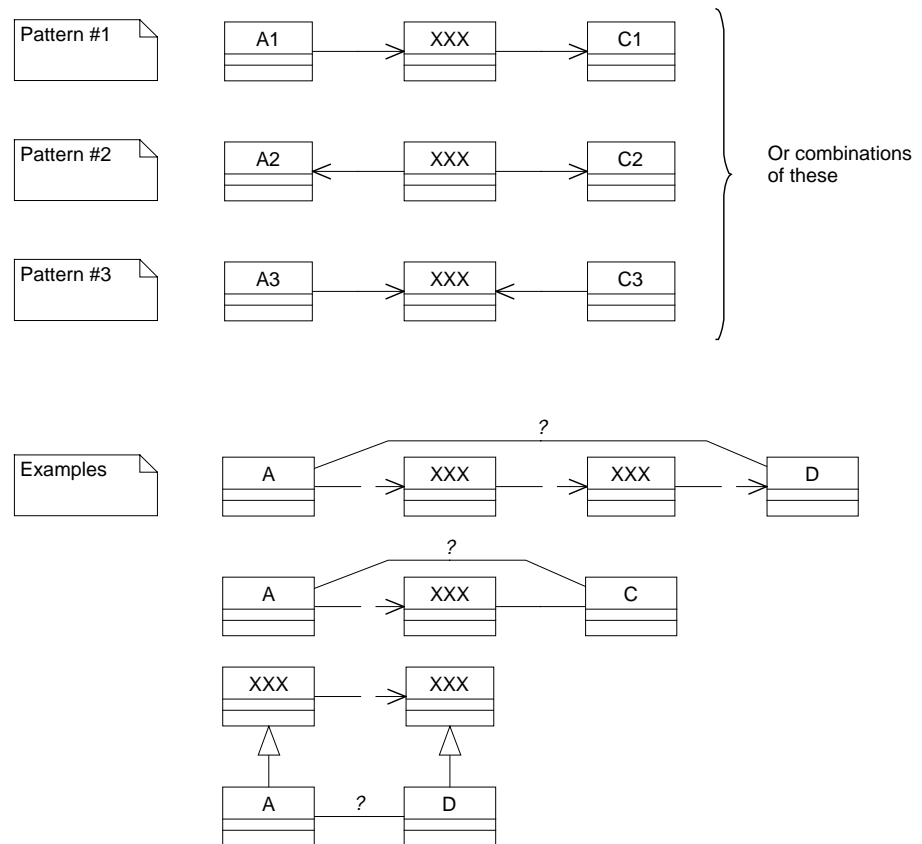 Pattern #1
A1
XXX
C1
Pattern #2
A2
XXX
C2
Or combinations
of these
Pattern #3
A3
XXX
C3
?
Examples
A
XXX
XXX
D
?
A
XXX
C
XXX
XXX
A
?
D